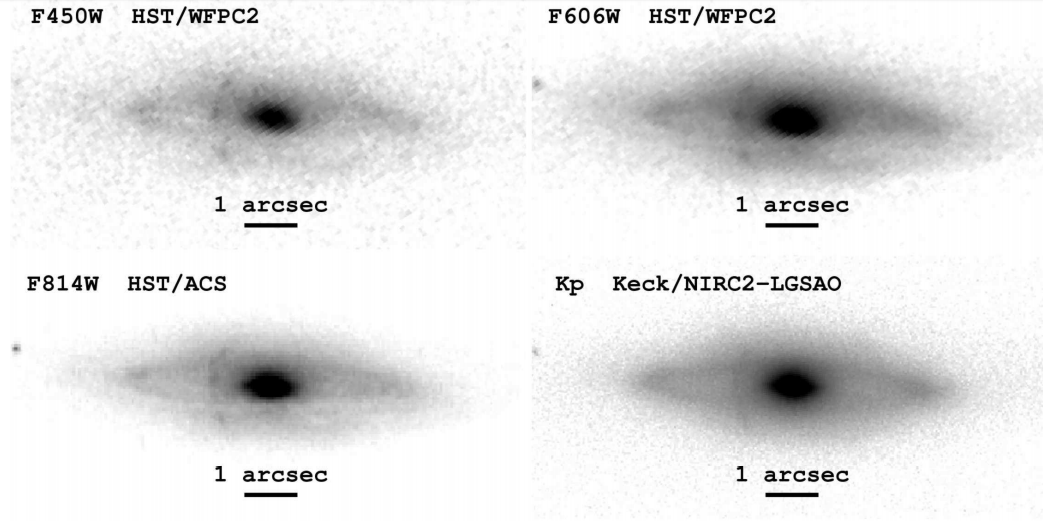 F450W HST/WFPC2
1 arcsec
F606W HST/WFPC2
1 arcsec
F814W HST/ACS
1 arcsec
Kp Keck/NIRC2-LGSAO
1 arcsec